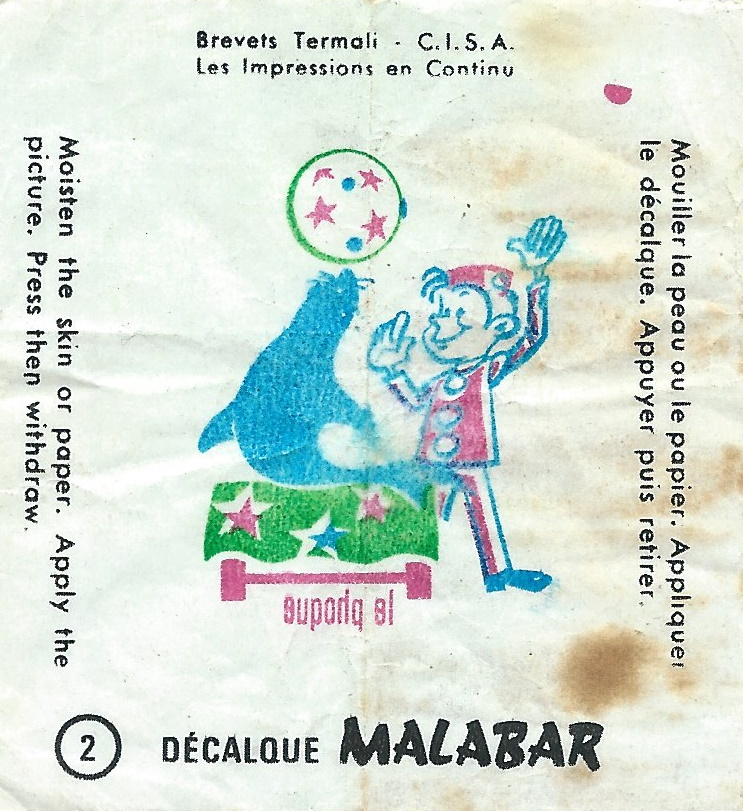 Brevets Termali - C.I.S.A.
Les Impressions en Continu
Moisten the skin or paper. Apply the
picture. Press then withdraw.
Mouiller la peau ou le papier. Appliquer
le décalque. Appuyer puis retirer.
le phoque
2
DÉCALQUE MALABAR